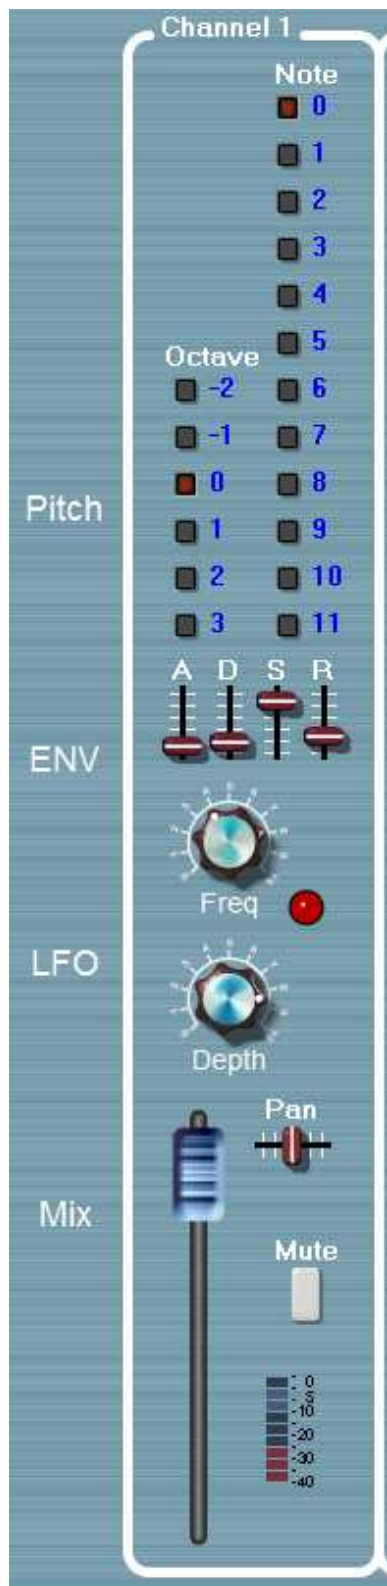 Channel 1
Note
0
1
2
3
4
5
Octave
-2 6
-1 7
0 8
Pitch
1 9
2 10
3 11
A D S R
ENV
Freq
LFO
Depth
Pan
Mix
Mute
0
5
-10
-20
-30
-40